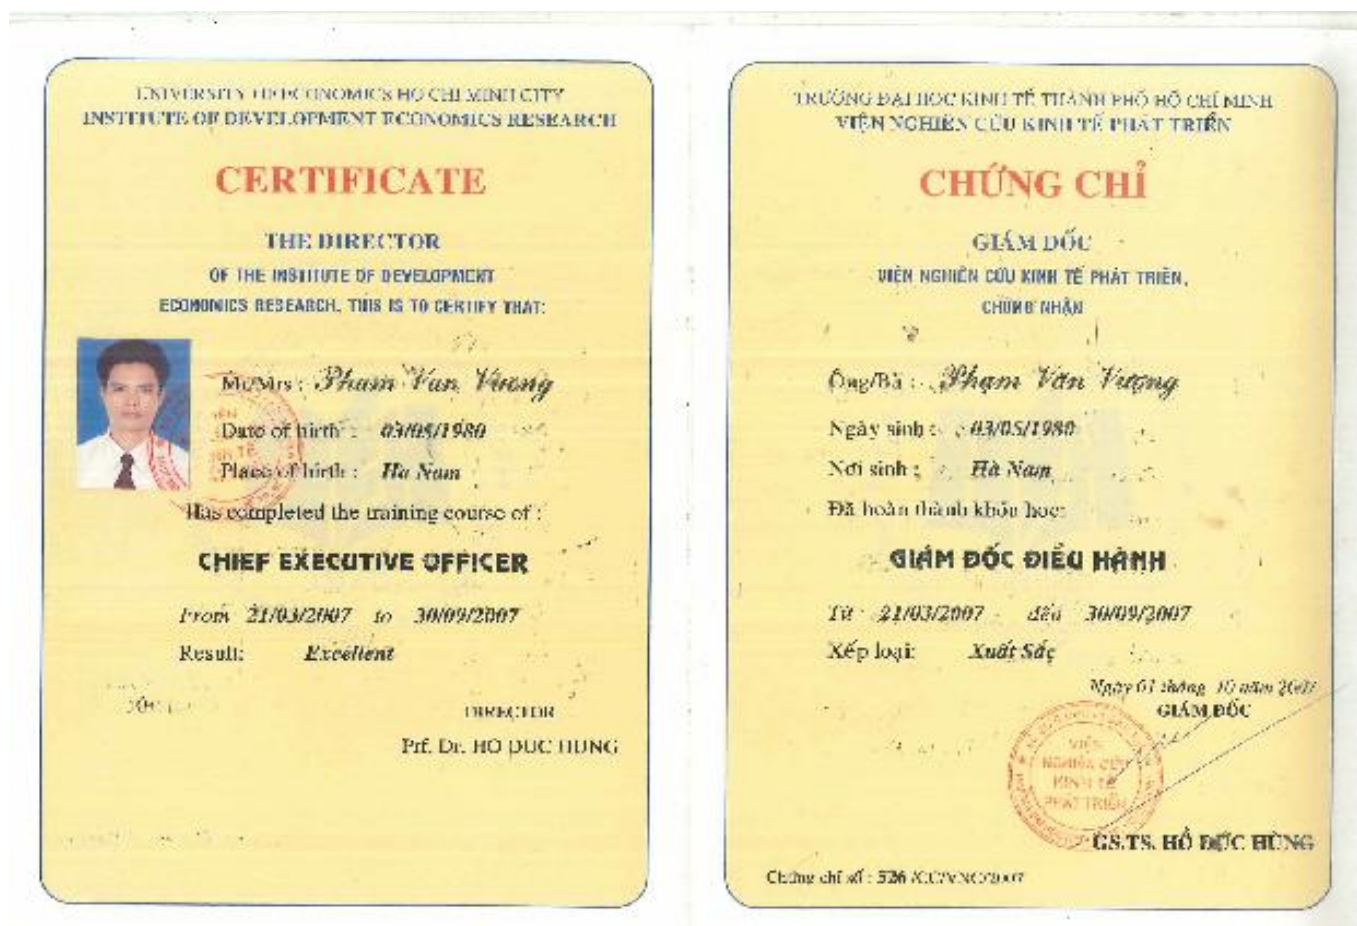 UNIVERSITY OF ECONOMICS HO CHI MINH CITY
INSTITUTE OF DEVELOPMENT ECONOMICS RESEARCH
CERTIFICATE
THE DIRECTOR
OF THE INSTITUTE OF DEVELOPMENT
ECONOMICS RESEARCH, THIS IS TO CERTIFY THAT:
Mr/Mrs : Pham Van Vuong
Date of birth : 03/05/1980
Place of birth : Ha Nam
Has completed the training course of :
CHIEF EXECUTIVE OFFICER
From 21/03/2007 to 30/09/2007
Result: Excellent
DIRECTOR
Prf. Dr. HO DUC HUNG
TRƯỜNG ĐẠI HỌC KINH TẾ THÀNH PHỐ HỒ CHÍ MINH
VIỆN NGHIÊN CỨU KINH TẾ PHÁT TRIỂN
CHỨNG CHỈ
GIÁM ĐỐC
VIỆN NGHIÊN CỨU KINH TẾ PHÁT TRIỂN,
CHỨNG NHẬN
Ông/Bà : Phạm Văn Vượng
Ngày sinh : 03/05/1980
Nơi sinh : Hà Nam
Đã hoàn thành khóa học:
GIÁM ĐỐC ĐIỀU HÀNH
Từ 21/03/2007 đến 30/09/2007
Xếp loại: Xuất Sắc
Ngày 01 tháng 10 năm 2007
GIÁM ĐỐC
VIỆN
NGHIÊN CỨU
KINH TẾ
PHÁT TRIỂN
GS.TS. HỒ ĐỨC HÙNG
Chứng chỉ số : 526